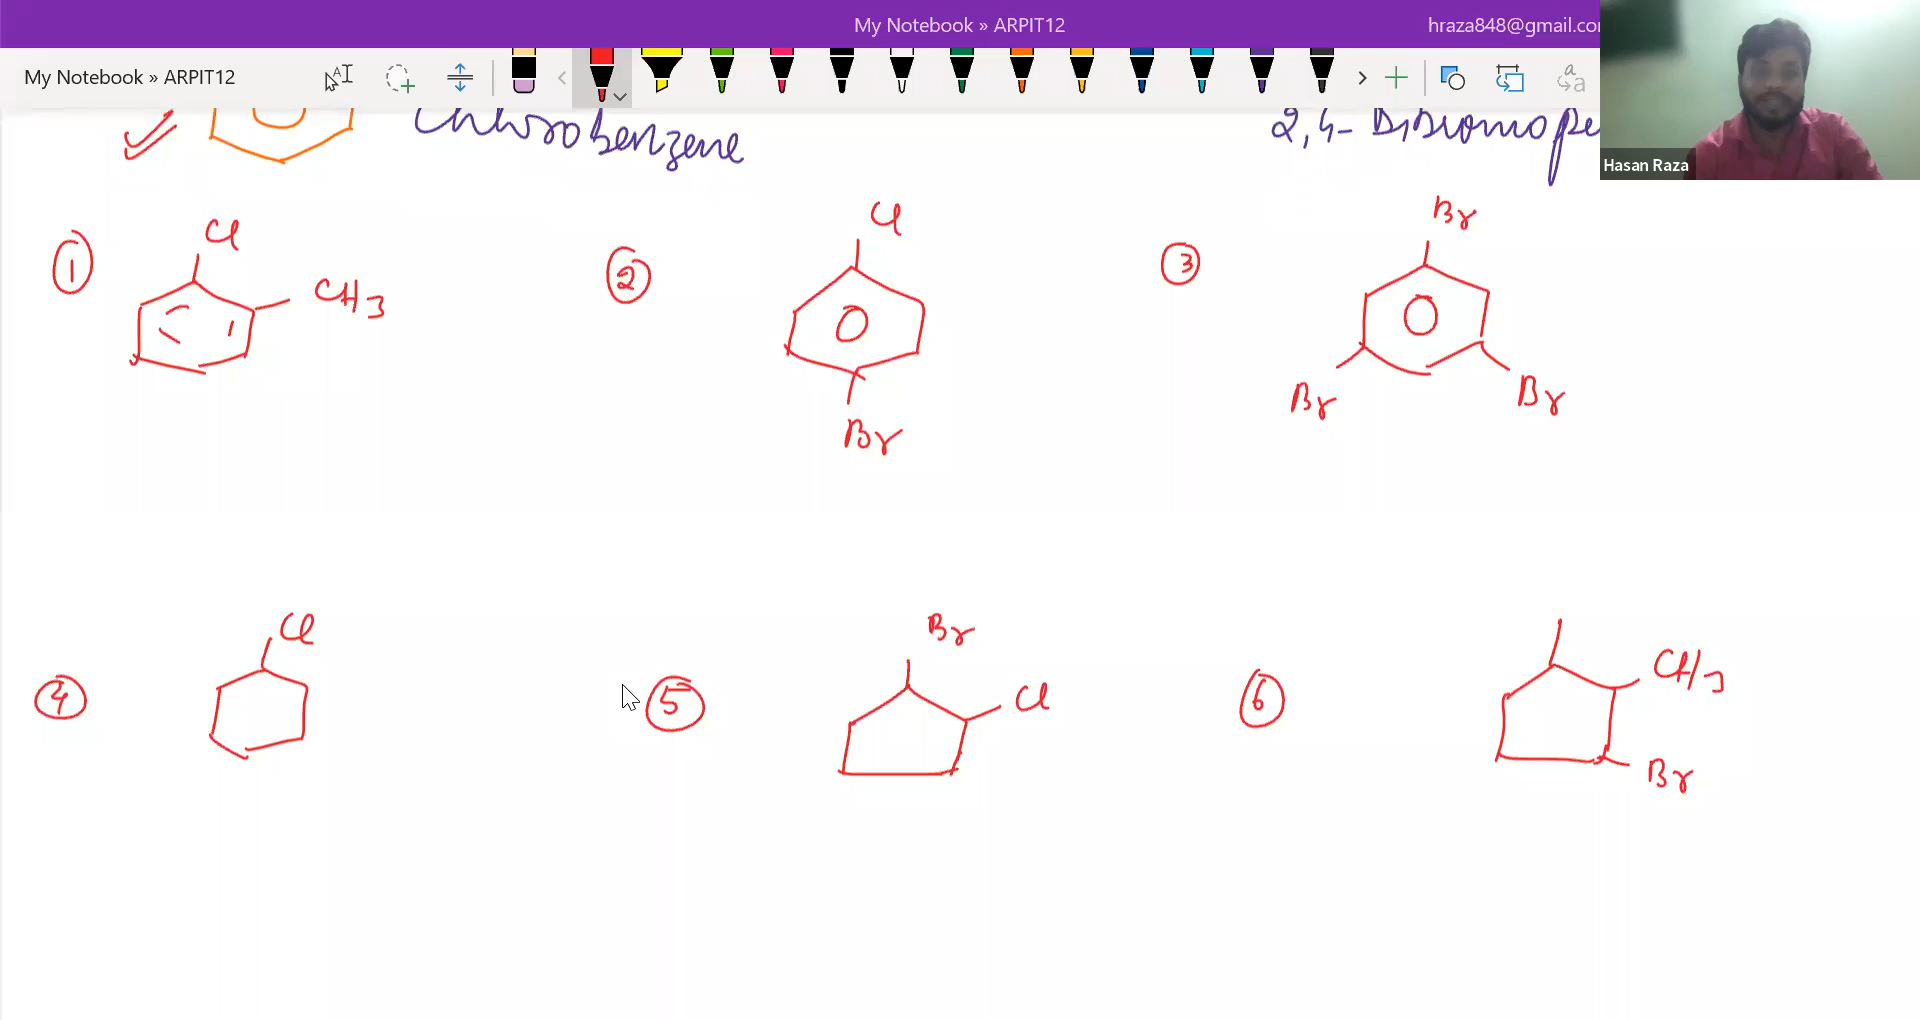 My Notebook » ARPIT12
hraza848@gmail.co
My Notebook » ARPIT12
Hasan Raza
Chlorobenzene
2,4-DiBromope
① Cl
CH3
② Cl
Br
③ Br
Br Br
④ Cl
⑤ Br
Cl
⑥ CH3
Br